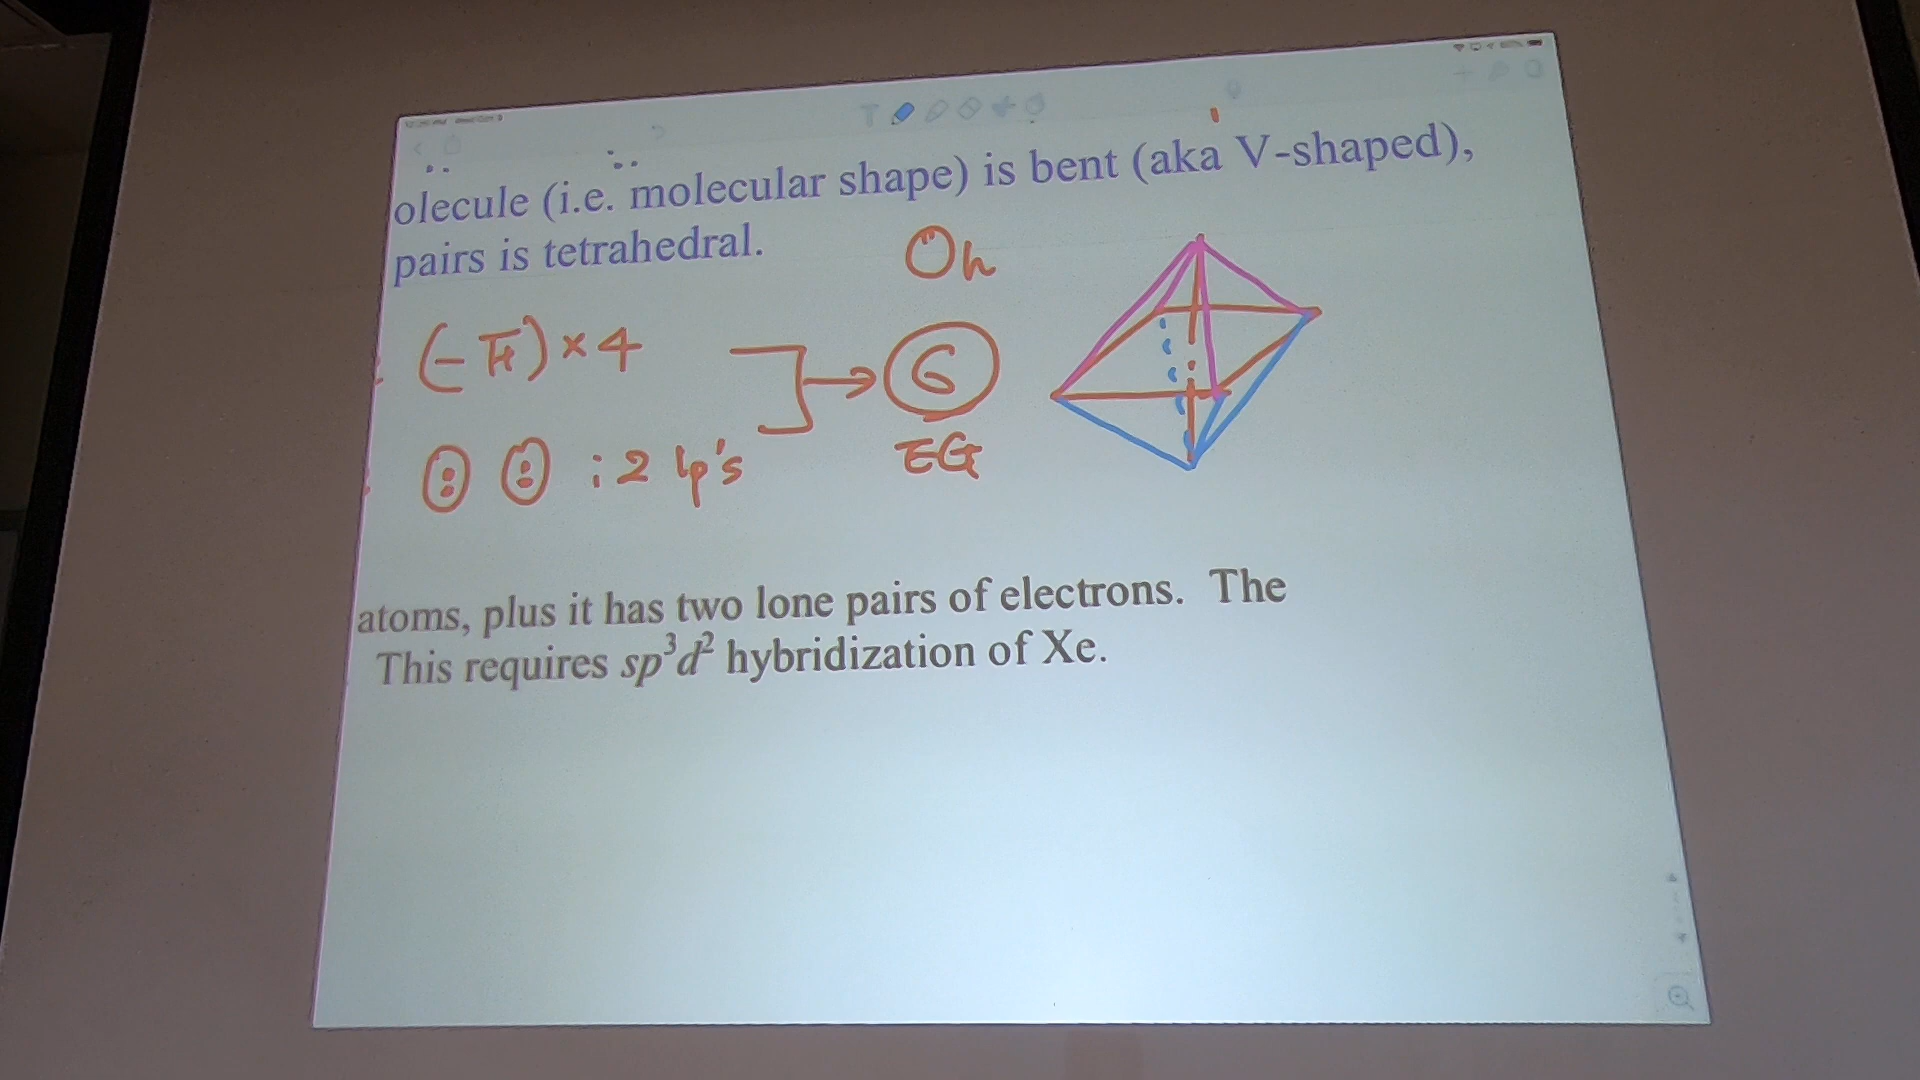 olecule (i.e. molecular shape) is bent (aka V-shaped),
pairs is tetrahedral.
Oh
×4
6
: 2 lp's
EG
atoms, plus it has two lone pairs of electrons. The
This requires sp³d² hybridization of Xe.